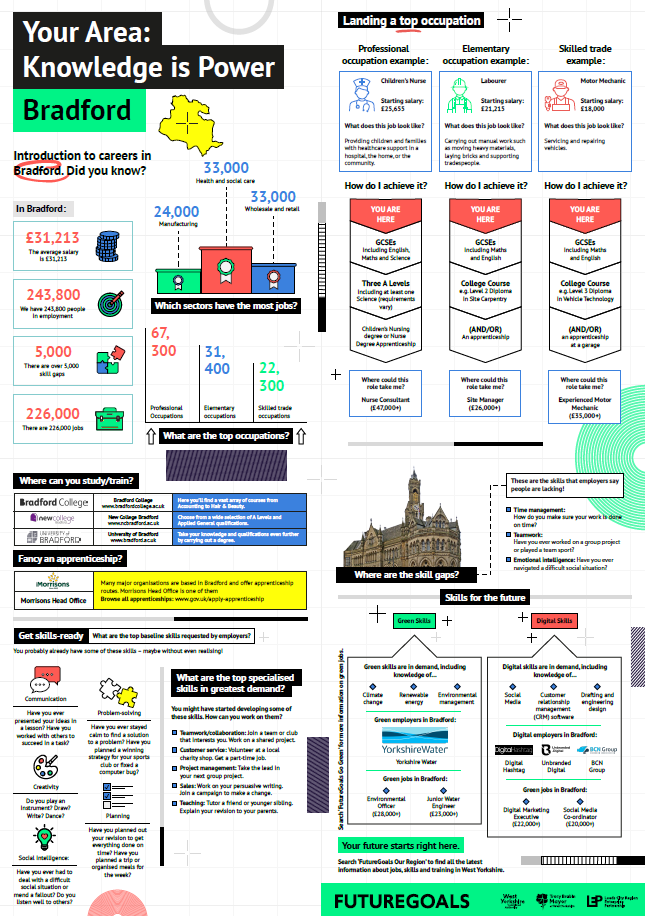 Your Area:
Knowledge is Power
Bradford
Introduction to careers in
Bradford. Did you know?
In Bradford:
£31,213
The average salary
is £31,213
243,800
We have 243,800 people
in employment
5,000
There are over 5,000
skill gaps
226,000
There are 226,000 jobs
33,000
Health and social care
24,000
Manufacturing
33,000
Wholesale and retail
Which sectors have the most jobs?
67,
300
Professional
Occupations
31,
400
Elementary
occupations
22,
300
Skilled trade
occupations
What are the top occupations?
Landing a top occupation
Professional
occupation example:
Children's Nurse
Starting salary:
£25,655
What does this job look like?
Providing children and families
with healthcare support in a
hospital, the home, or the
community.
Elementary
occupation example:
Labourer
Starting salary:
£21,215
What does this job look like?
Carrying out manual work such
as moving heavy materials,
laying bricks and supporting
tradespeople.
Skilled trade
example:
Motor Mechanic
Starting salary:
£18,000
What does this job look like?
Servicing and repairing
vehicles.
How do I achieve it?
YOU ARE
HERE
GCSEs
including English,
Maths and Science
Three A Levels
Including at least one
Science (requirements
vary)
Children's Nursing
degree or Nurse
Degree Apprenticeship
Where could this
role take me?
Nurse Consultant
(£47,000+)
How do I achieve it?
YOU ARE
HERE
GCSEs
Including Maths
and English
College Course
e.g. Level 2 Diploma
in Site Carpentry
(AND/OR)
An apprenticeship
Where could this
role take me?
Site Manager
(£26,000+)
How do I achieve it?
YOU ARE
HERE
GCSEs
Including Maths
and English
College Course
e.g. Level 3 Diploma
in Vehicle Technology
(AND/OR)
an apprenticeship
at a garage
Where could this
role take me?
Experienced Motor
Mechanic
(£35,000+)
Where can you study/train?
Bradford College
Bradford College
www.bradfordcollege.ac.uk
Here you'll find a vast array of courses from
Accounting to Hair & Beauty.
new college
New College Bradford
www.ncbradford.ac.uk
Choose from a wide selection of A Levels and
Applied General qualifications.
UNIVERSITY of
BRADFORD
University of Bradford
www.bradford.ac.uk
Take your knowledge and qualifications even further
by carrying out a degree.
Fancy an apprenticeship?
Morrisons
Morrisons Head Office
Many major organisations are based in Bradford and offer apprenticeship
routes. Morrisons Head Office is one of them
Browse all apprenticeships: www.gov.uk/apply-apprenticeship
Get skills-ready
What are the top baseline skills requested by employers?
You probably already have some of these skills – maybe without even realising!
Communication
Have you ever
presented your ideas in
a lesson? Have you
worked with others to
succeed in a task?
Creativity
Do you play an
instrument? Draw?
Write? Dance?
Social Intelligence:
Have you ever had to
deal with a difficult
social situation or
mend a fallout? Do you
listen well to others?
Problem-solving
Have you ever stayed
calm to find a solution
to a problem? Have you
planned a winning
strategy for your sports
club or fixed a
computer bug?
Planning
Have you planned out
your revision to get
everything done on
time? Have you
planned a trip or
organised meals for
the week?
What are the top specialised
skills in greatest demand?
You might have started developing some of
these skills. How can you work on them?
Teamwork/collaboration: Join a team or club
that interests you. Work on a shared project.
Customer service: Volunteer at a local
charity shop. Get a part-time job.
Project management: Take the lead in
your next group project.
Sales: Work on your persuasive writing.
Join a campaign to make a change.
Teaching: Tutor a friend or younger sibling.
Explain your revision to your parents.
Where are the skill gaps?
These are the skills that employers say
people are lacking!
Time management:
How do you make sure your work is done
on time?
Teamwork:
Have you ever worked on a group project
or played a team sport?
Emotional intelligence: Have you ever
navigated a difficult social situation?
Skills for the future
Search 'FutureGoals Go Green' for more information on green jobs.
Green Skills
Green skills are in demand, including
knowledge of...
Climate
change
Renewable
energy
Environmental
management
Green employers in Bradford:
YorkshireWater
Yorkshire Water
Green jobs in Bradford:
Environmental
Officer
(£28,000+)
Junior Water
Engineer
(£23,000+)
Digital Skills
Digital skills are in demand, including
knowledge of...
Social
Media
Customer
relationship
management
(CRM) software
Drafting and
engineering
design
Digital employers in Bradford:
DigitalHashtag
Unbranded
Digital
BCN Group
Digital
Hashtag
Unbranded
Digital
BCN
Group
Green jobs in Bradford:
Digital Marketing
Executive
(£22,000+)
Social Media
Co-ordinator
(£20,000+)
Your future starts right here.
Search 'FutureGoals Our Region' to find all the latest
information about jobs, skills and training in West Yorkshire.
FUTUREGOALS
West
Yorkshire
Tracy Brabin
Mayor
LEP
Leeds City Region
Enterprise
Partnership